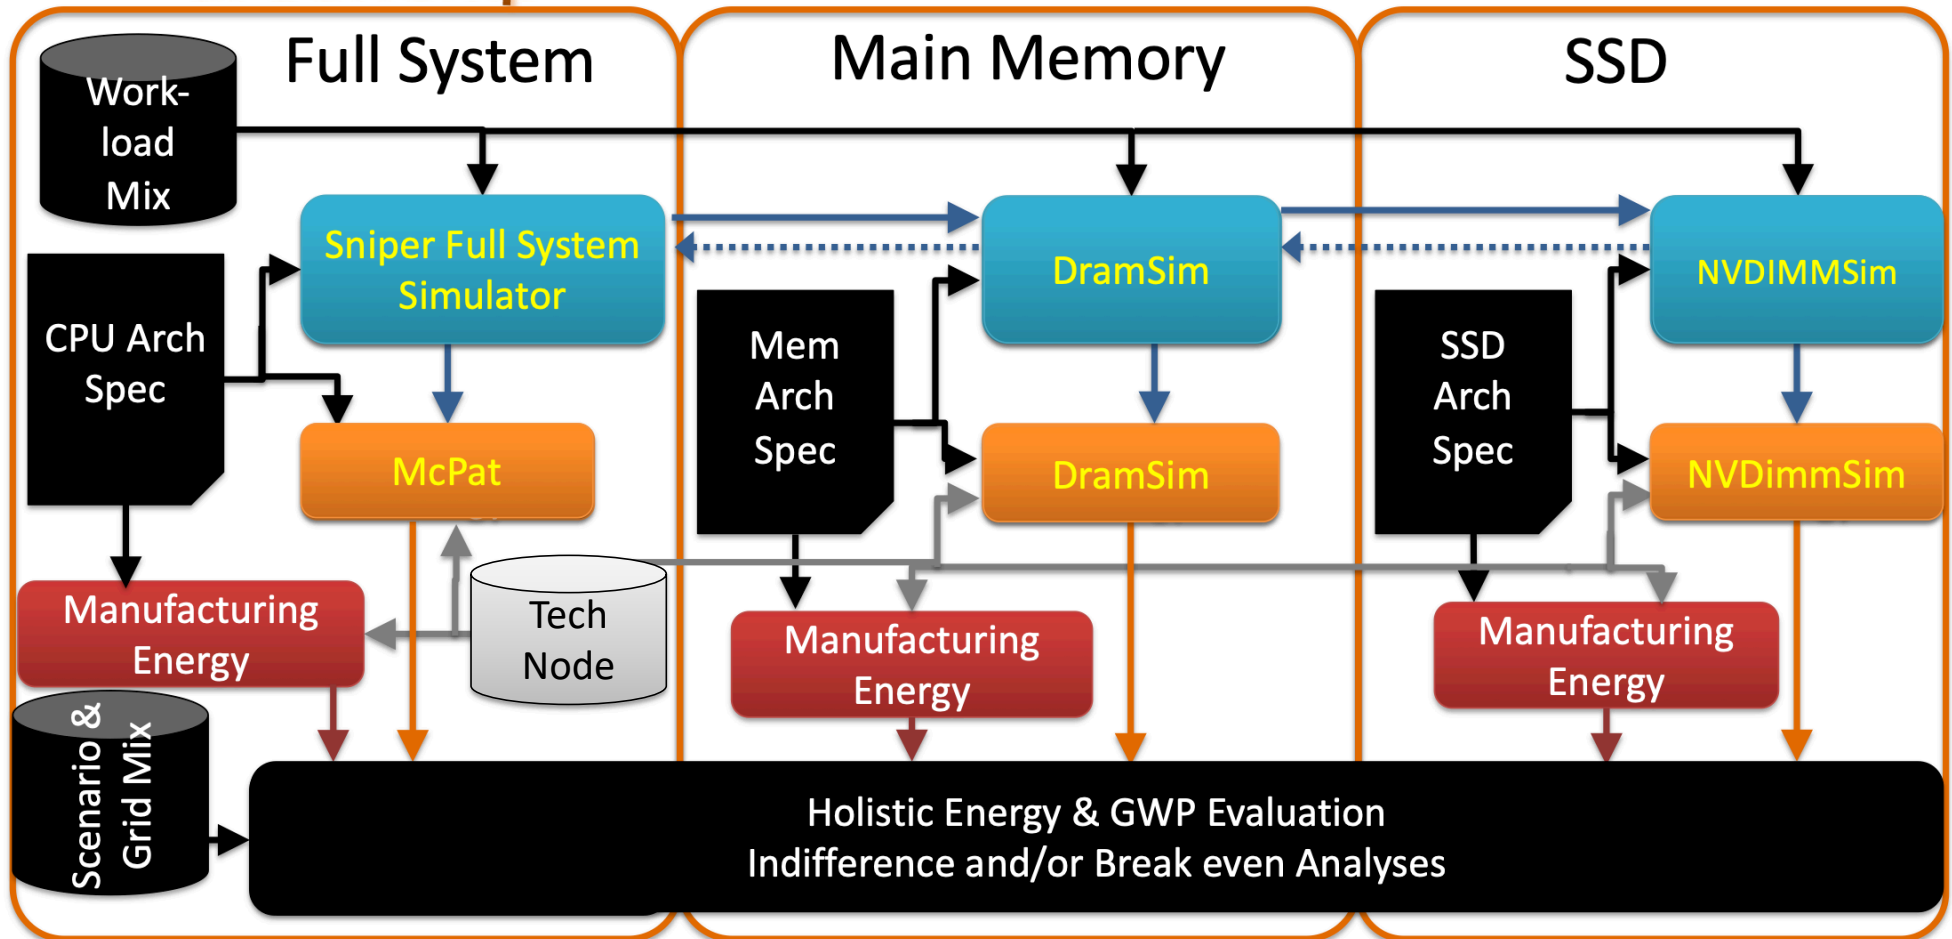 Full System
Main Memory
SSD
Work-
load
Mix
Sniper Full System
Simulator
DramSim
NVDIMMSim
CPU Arch
Spec
Mem
Arch
Spec
SSD
Arch
Spec
McPat
DramSim
NVDimmSim
Manufacturing
Energy
Tech
Node
Manufacturing
Energy
Manufacturing
Energy
Scenario &
Grid Mix
Holistic Energy & GWP Evaluation
Indifference and/or Break even Analyses